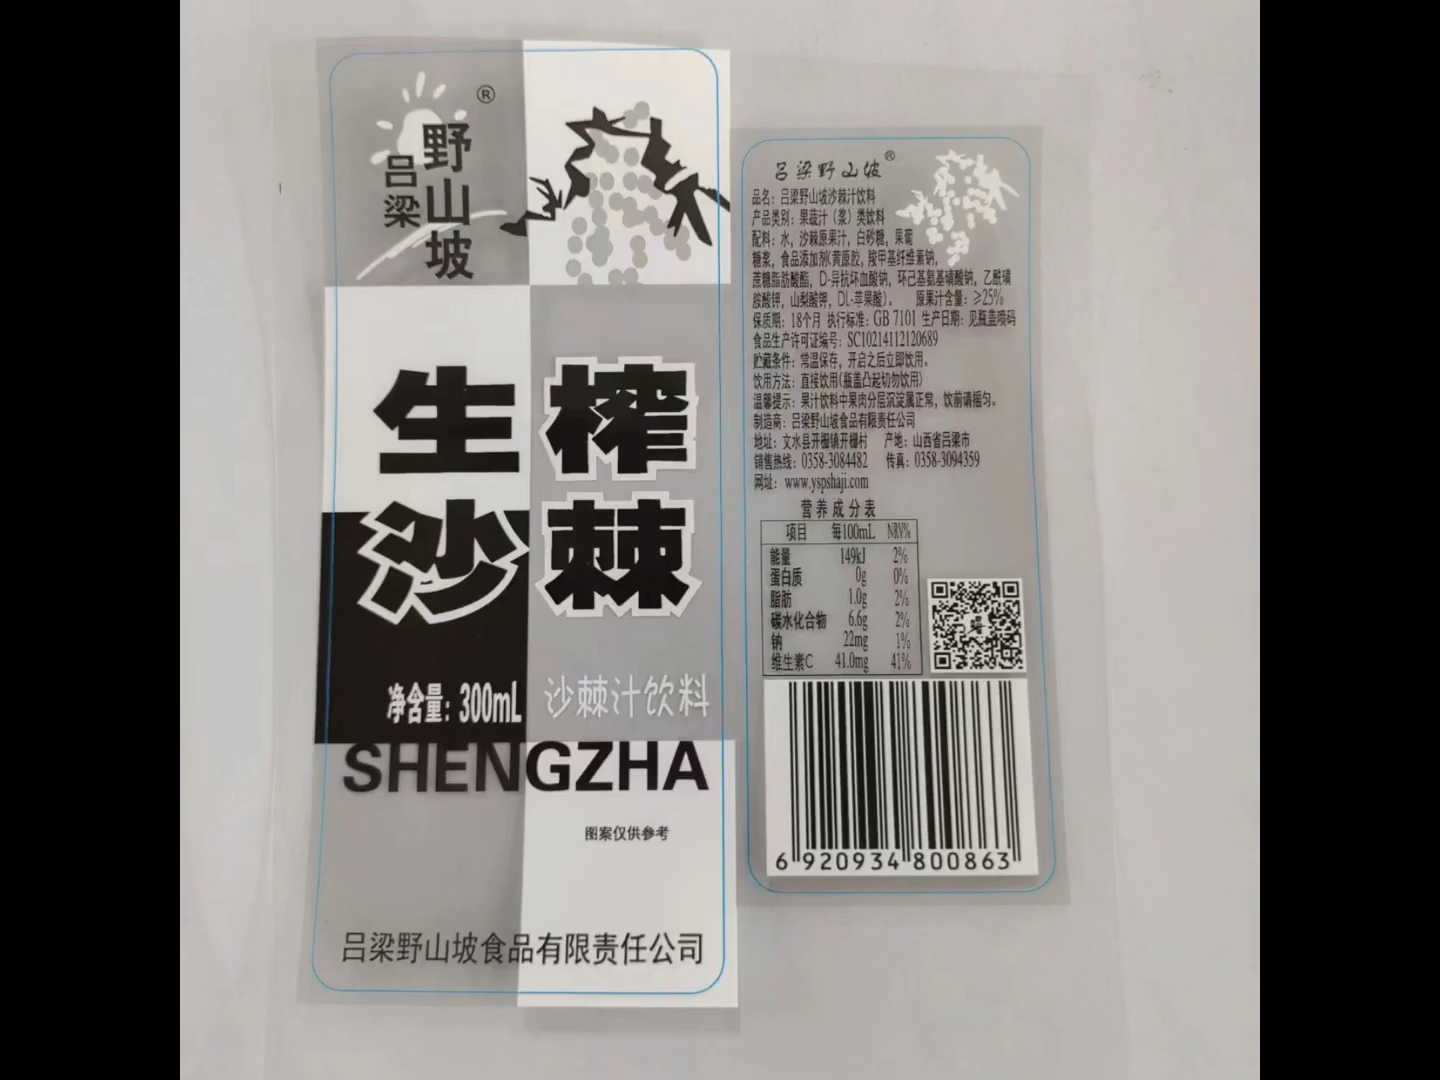 吕梁
野山坡
®
生榨
沙棘
净含量：300mL
沙棘汁饮料
SHENGZHA
图案仅供参考
吕梁野山坡食品有限责任公司
吕梁野山坡®
品名：吕梁野山坡沙棘汁饮料
产品类别：果蔬汁（浆）类饮料
配料：水，沙棘原果汁，白砂糖，果葡
糖浆，食品添加剂(黄原胶，羧甲基纤维素钠，
蔗糖脂肪酸酯，D-异抗坏血酸钠，环己基氨基磺酸钠，乙酰磺
胺酸钾，山梨酸钾，DL-苹果酸)。 原果汁含量：≥25%
保质期：18个月 执行标准：GB 7101 生产日期：见瓶盖喷码
食品生产许可证编号：SC10214112120689
贮藏条件：常温保存，开启之后立即饮用。
饮用方法：直接饮用(瓶盖凸起切勿饮用)
温馨提示：果汁饮料中果肉分层沉淀属正常，饮前请摇匀。
制造商：吕梁野山坡食品有限责任公司
地址：文水县开栅镇开栅村 产地：山西省吕梁市
销售热线：0358-3084482 传真：0358-3094359
网址：www.yspshaji.com
营养成分表
项目 每100mL NRV%
能量 149kJ 2%
蛋白质 0g 0%
脂肪 1.0g 2%
碳水化合物 6.6g 2%
钠 22mg 1%
维生素C 41.0mg 41%
6 920934 800863